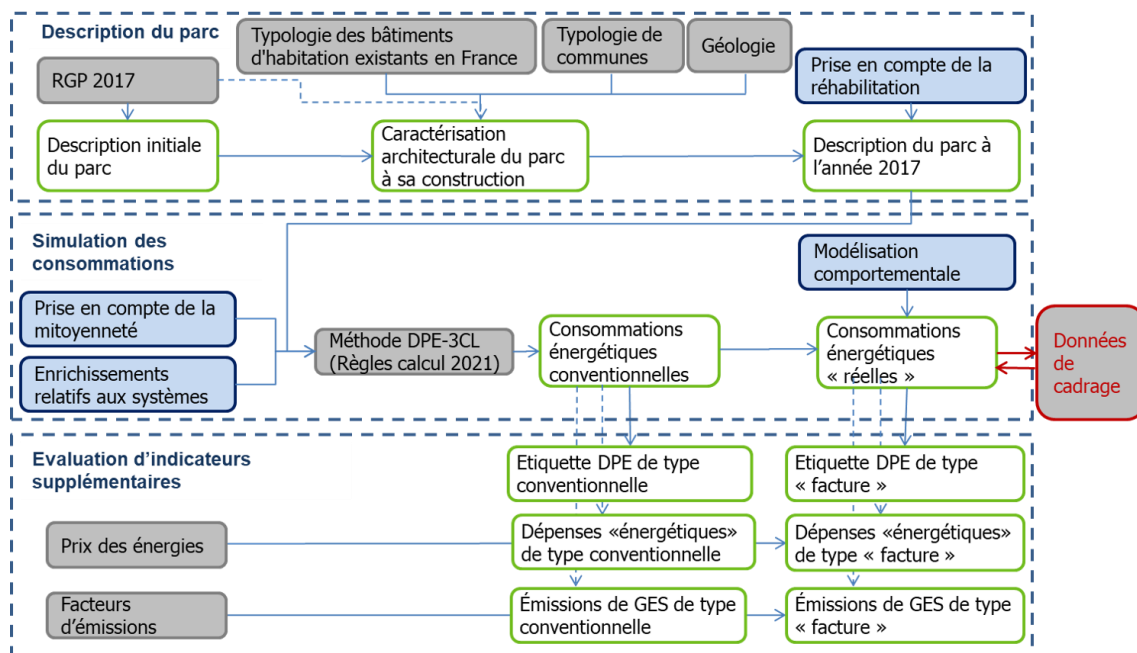 Description du parc
Typologie des bâtiments
d'habitation existants en France
Typologie de
communes
Géologie
RGP 2017
Prise en compte de la
réhabilitation
Description initiale
du parc
Caractérisation
architecturale du parc
à sa construction
Description du parc à
l’année 2017
Simulation des
consommations
Modélisation
comportementale
Prise en compte de la
mitoyenneté
Enrichissements
relatifs aux systèmes
Méthode DPE-3CL
(Règles calcul 2021)
Consommations
énergétiques
conventionnelles
Consommations
énergétiques
« réelles »
Données
de
cadrage
Evaluation d’indicateurs
supplémentaires
Etiquette DPE de type
conventionnelle
Etiquette DPE de type
« facture »
Prix des énergies
Dépenses «énergétiques»
de type conventionnelle
Dépenses «énergétiques»
de type « facture »
Facteurs
d’émissions
Émissions de GES de type
conventionnelle
Émissions de GES de type
« facture »